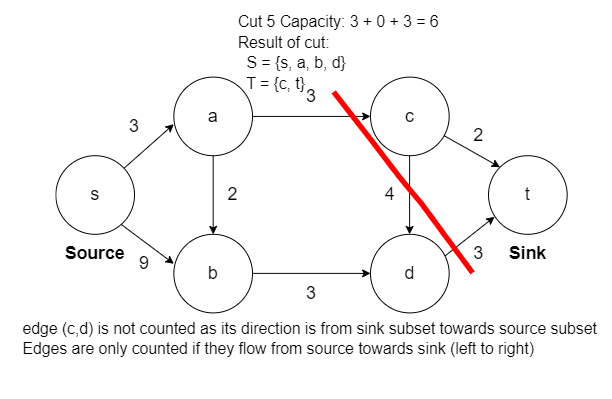 Cut 5 Capacity: 3 + 0 + 3 = 6
Result of cut:
S = {s, a, b, d}
T = {c, t}
3
a
c
3
2
s
2
4
t
Source
9
b
d
3
Sink
3
edge (c,d) is not counted as its direction is from sink subset towards source subset
Edges are only counted if they flow from source towards sink (left to right)